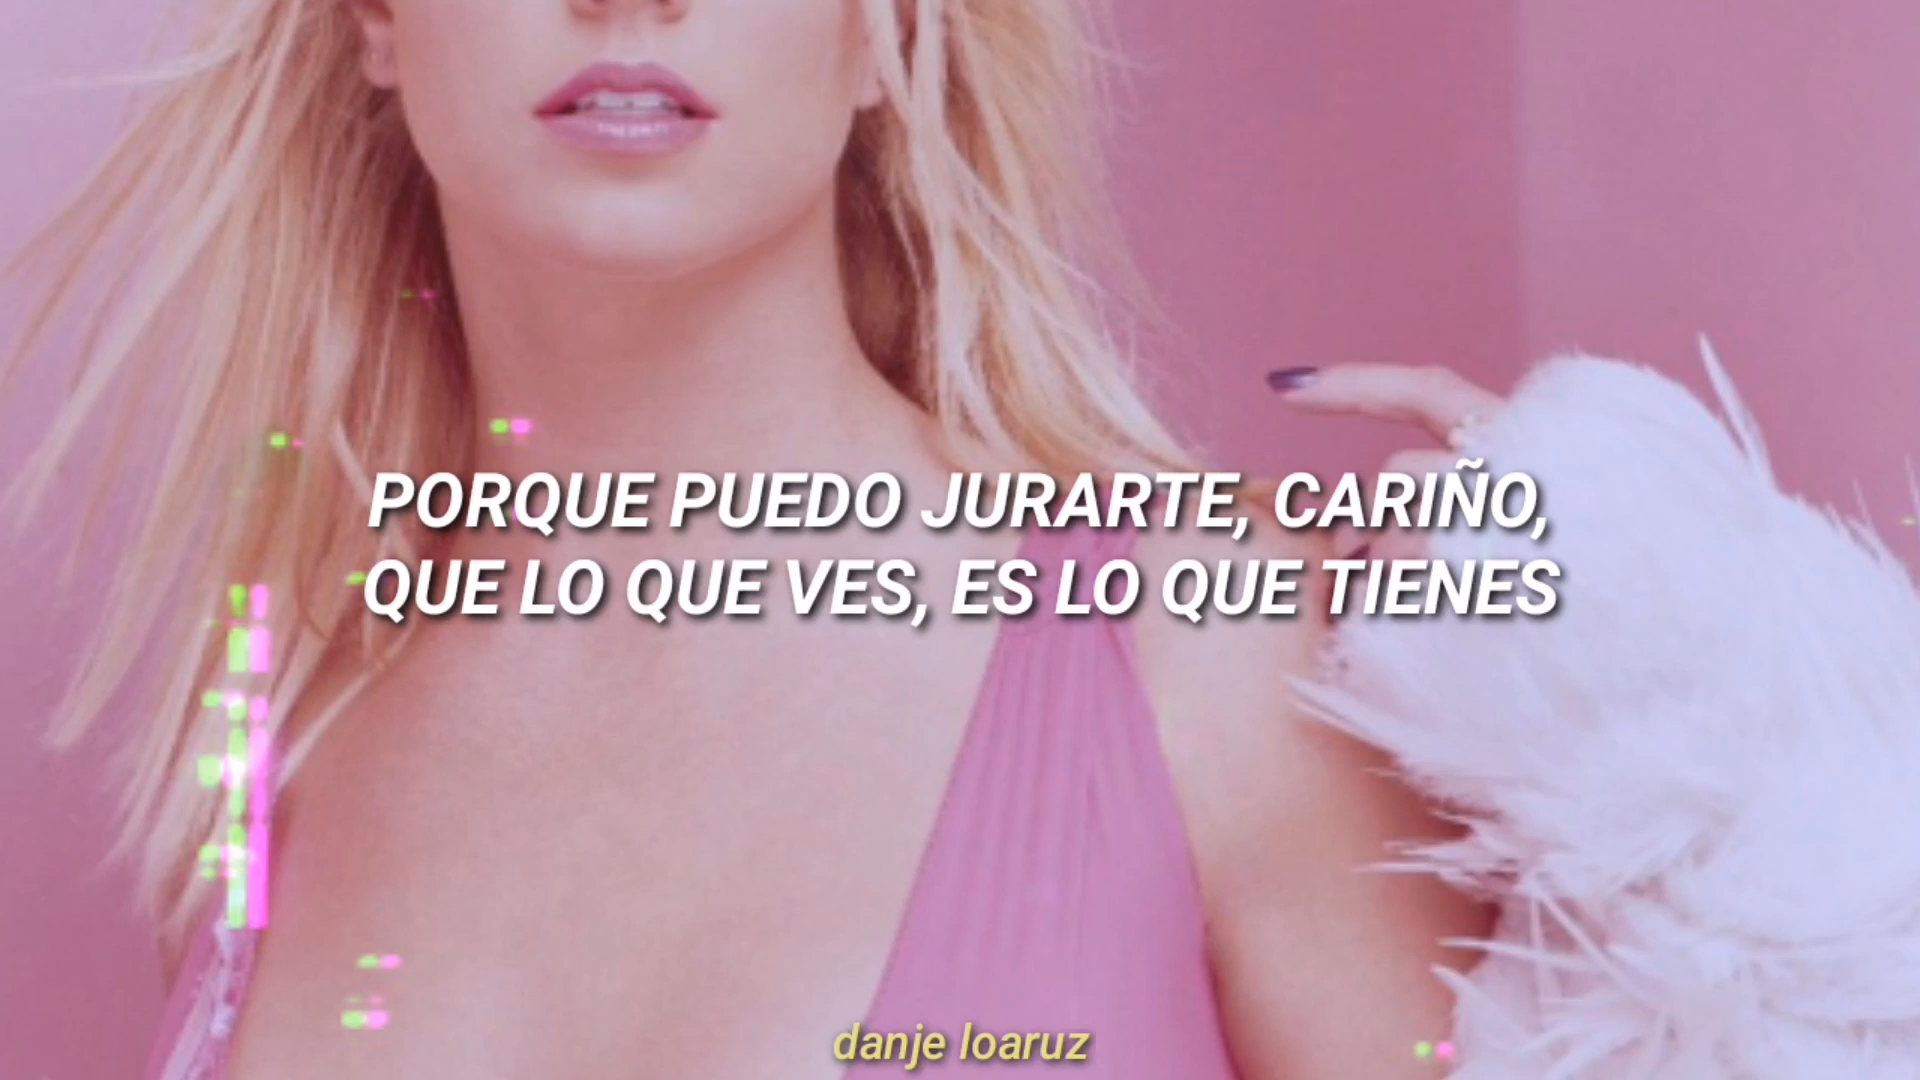 PORQUE PUEDO JURARTE, CARIÑO,
QUE LO QUE VES, ES LO QUE TIENES
danje loaruz